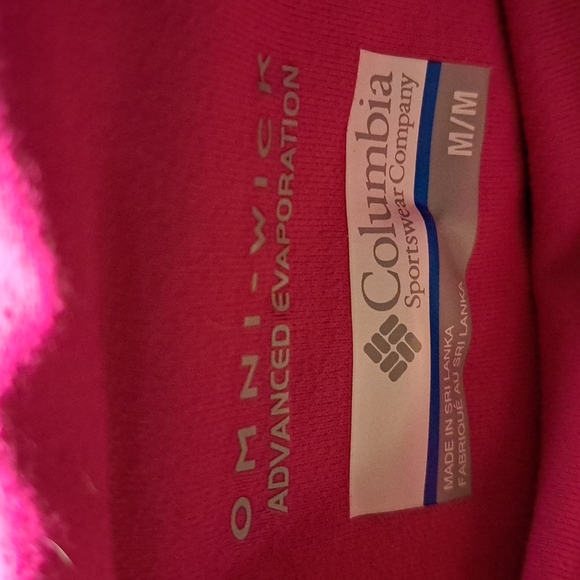 OMNI-WICK
ADVANCED EVAPORATION
Columbia
Sportswear Company
M/M
MADE IN SRI LANKA
FABRIQUÉ AU SRI LANKA